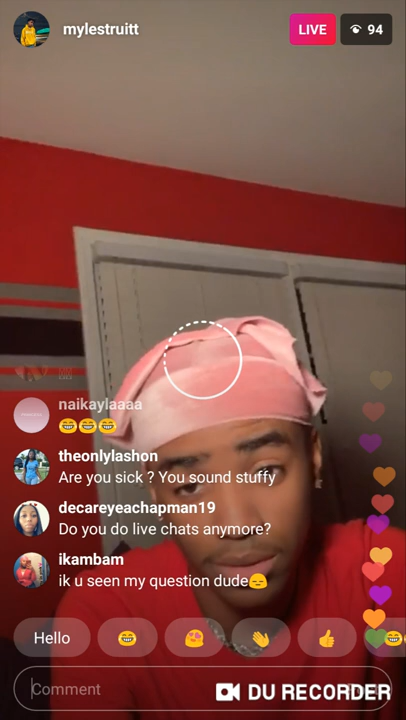 mylestruitt
LIVE
94
naikaylaaaa
😂😂😂
theonlylashon
Are you sick ? You sound stuffy
decareyeachapman19
Do you do live chats anymore?
ikambam
ik u seen my question dude😑
Hello 😂 😍 👋 👍 😂
Comment
DU RECORDER